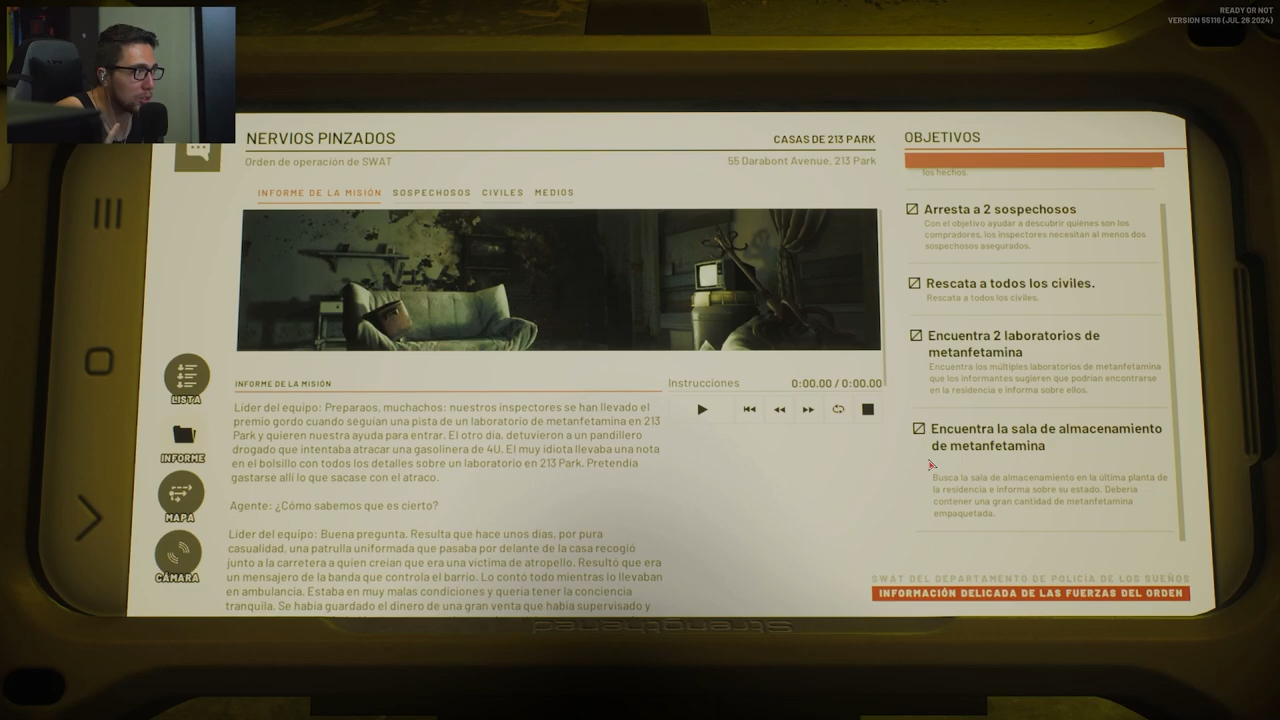 READY OR NOT
VERSION 55116 (JUL 26 2024)
NERVIOS PINZADOS
CASAS DE 213 PARK
Orden de operación de SWAT
55 Darabont Avenue, 213 Park
INFORME DE LA MISIÓN
SOSPECHOSOS
CIVILES
MEDIOS
INFORME DE LA MISIÓN
Líder del equipo: Preparaos, muchachos: nuestros inspectores se han llevado el
premio gordo cuando seguían una pista de un laboratorio de metanfetamina en 213
Park y quieren nuestra ayuda para entrar. El otro día, detuvieron a un pandillero
drogado que intentaba atracar una gasolinera de 4U. El muy idiota llevaba una nota
en el bolsillo con todos los detalles sobre un laboratorio en 213 Park. Pretendía
gastarse allí lo que sacase con el atraco.
Agente: ¿Cómo sabemos que es cierto?
Líder del equipo: Buena pregunta. Resulta que hace unos días, por pura
casualidad, una patrulla uniformada que pasaba por delante de la casa recogió
junto a la carretera a quien creían que era una víctima de atropello. Resultó que era
un mensajero de la banda que controla el barrio. Lo contó todo mientras lo llevaban
en ambulancia. Estaba en muy malas condiciones y quería tener la conciencia
tranquila. Se había guardado el dinero de una gran venta que había supervisado y
Instrucciones
0:00.00 / 0:00.00
LISTA
INFORME
MAPA
CÁMARA
OBJETIVOS
los hechos.
Arresta a 2 sospechosos
Con el objetivo ayudar a descubrir quiénes son los
compradores, los inspectores necesitan al menos dos
sospechosos asegurados.
Rescata a todos los civiles.
Rescata a todos los civiles.
Encuentra 2 laboratorios de
metanfetamina
Encuentra los múltiples laboratorios de metanfetamina
que los informantes sugieren que podrían encontrarse
en la residencia e informa sobre ellos.
Encuentra la sala de almacenamiento
de metanfetamina
Busca la sala de almacenamiento en la última planta de
la residencia e informa sobre su estado. Debería
contener una gran cantidad de metanfetamina
empaquetada.
SWAT DEL DEPARTAMENTO DE POLICÍA DE LOS SUEÑOS
INFORMACIÓN DELICADA DE LAS FUERZAS DEL ORDEN
strengthened